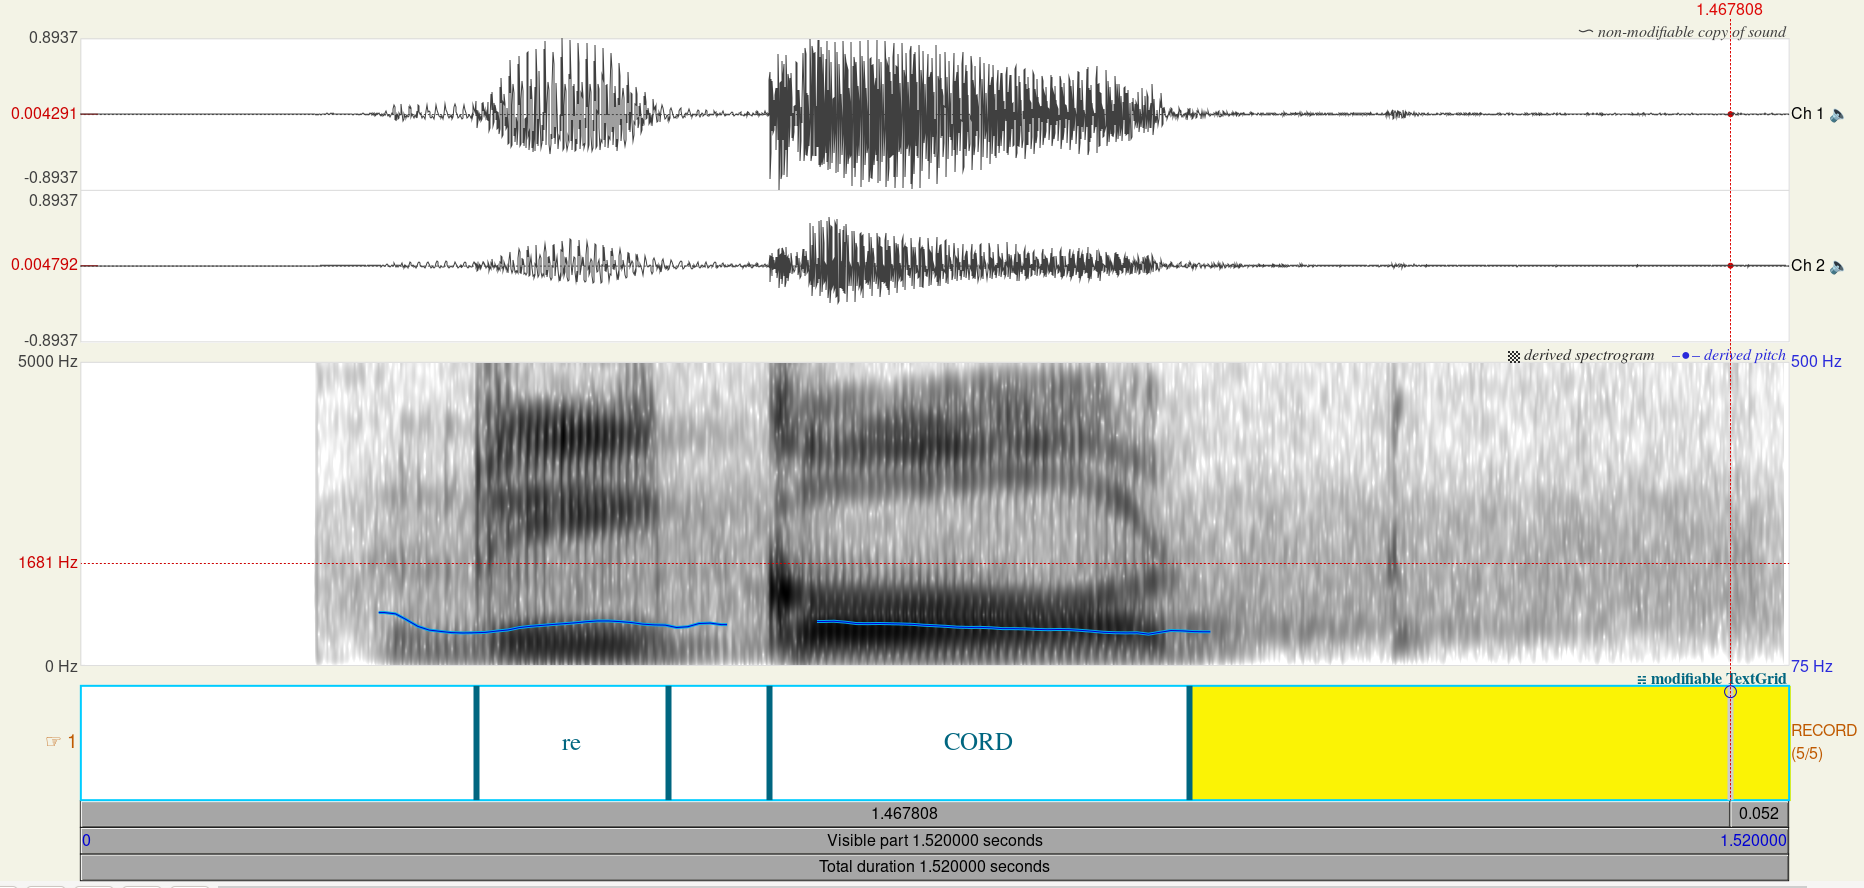 1.467808
0.8937
non-modifiable copy of sound
0.004291
Ch 1
-0.8937
0.8937
0.004792
Ch 2
-0.8937
5000 Hz
derived spectrogram
derived pitch
500 Hz
1681 Hz
0 Hz
75 Hz
modifiable TextGrid
☞ 1
re
CORD
RECORD
(5/5)
1.467808
0.052
0
Visible part 1.520000 seconds
1.520000
Total duration 1.520000 seconds